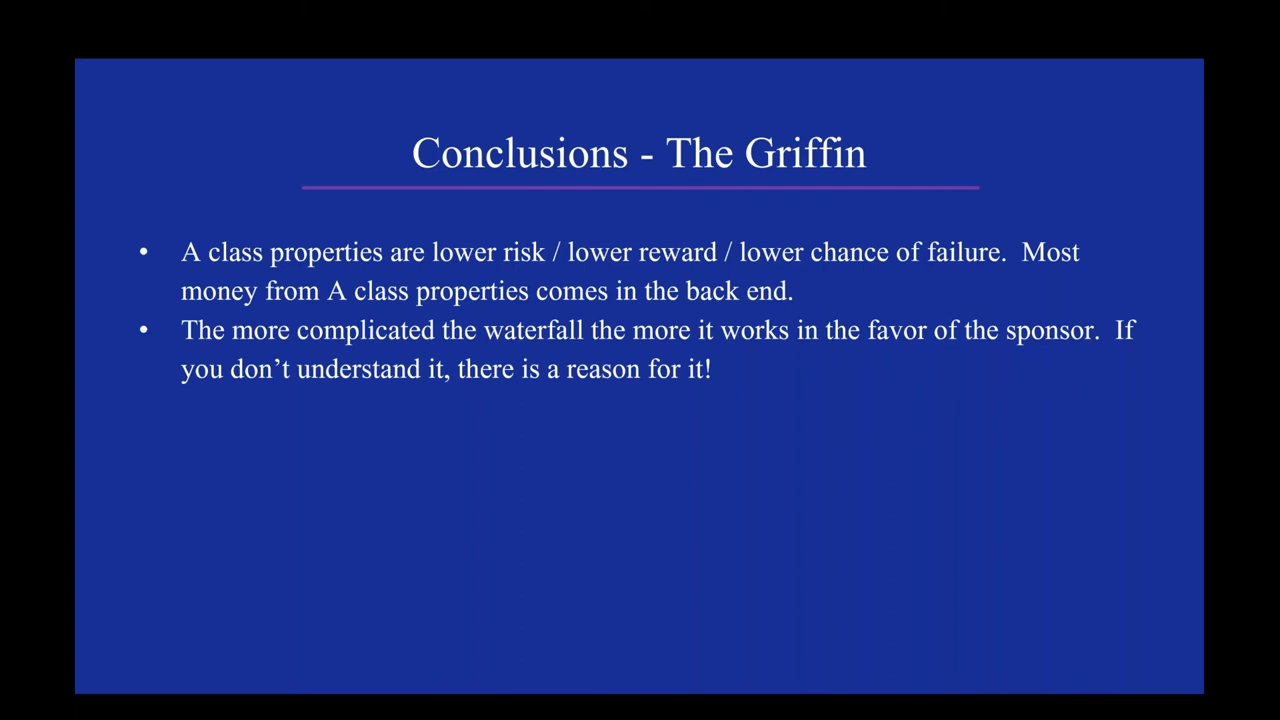 Conclusions - The Griffin
• A class properties are lower risk / lower reward / lower chance of failure.  Most
money from A class properties comes in the back end.
• The more complicated the waterfall the more it works in the favor of the sponsor.  If
you don’t understand it, there is a reason for it!